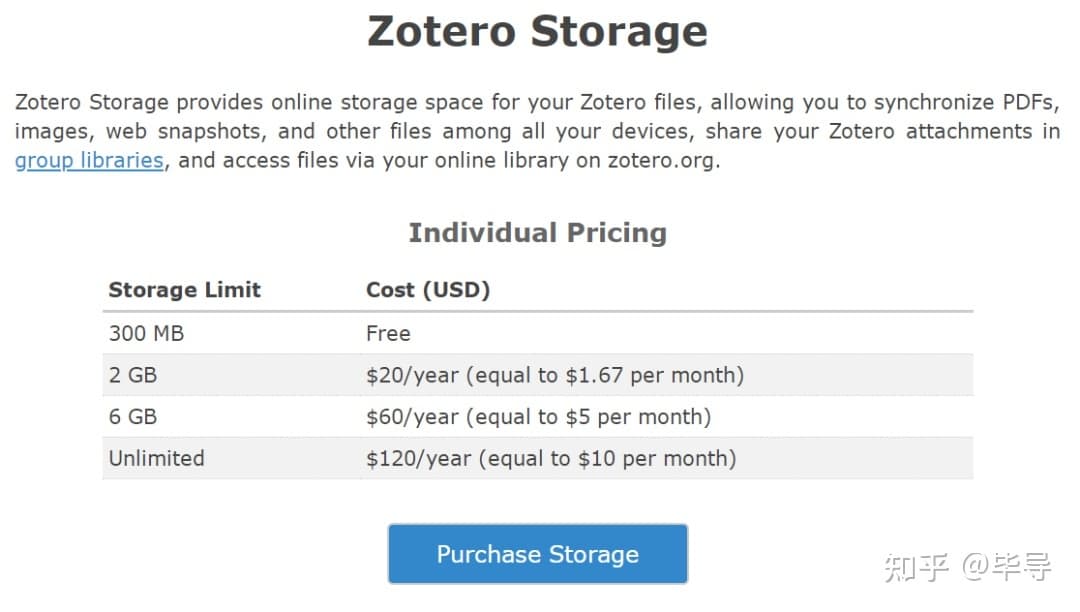 Zotero Storage
Zotero Storage provides online storage space for your Zotero files, allowing you to synchronize PDFs,
images, web snapshots, and other files among all your devices, share your Zotero attachments in
group libraries, and access files via your online library on zotero.org.
Individual Pricing
Storage Limit Cost (USD)
300 MB Free
2 GB $20/year (equal to $1.67 per month)
6 GB $60/year (equal to $5 per month)
Unlimited $120/year (equal to $10 per month)
Purchase Storage
知乎 @毕导